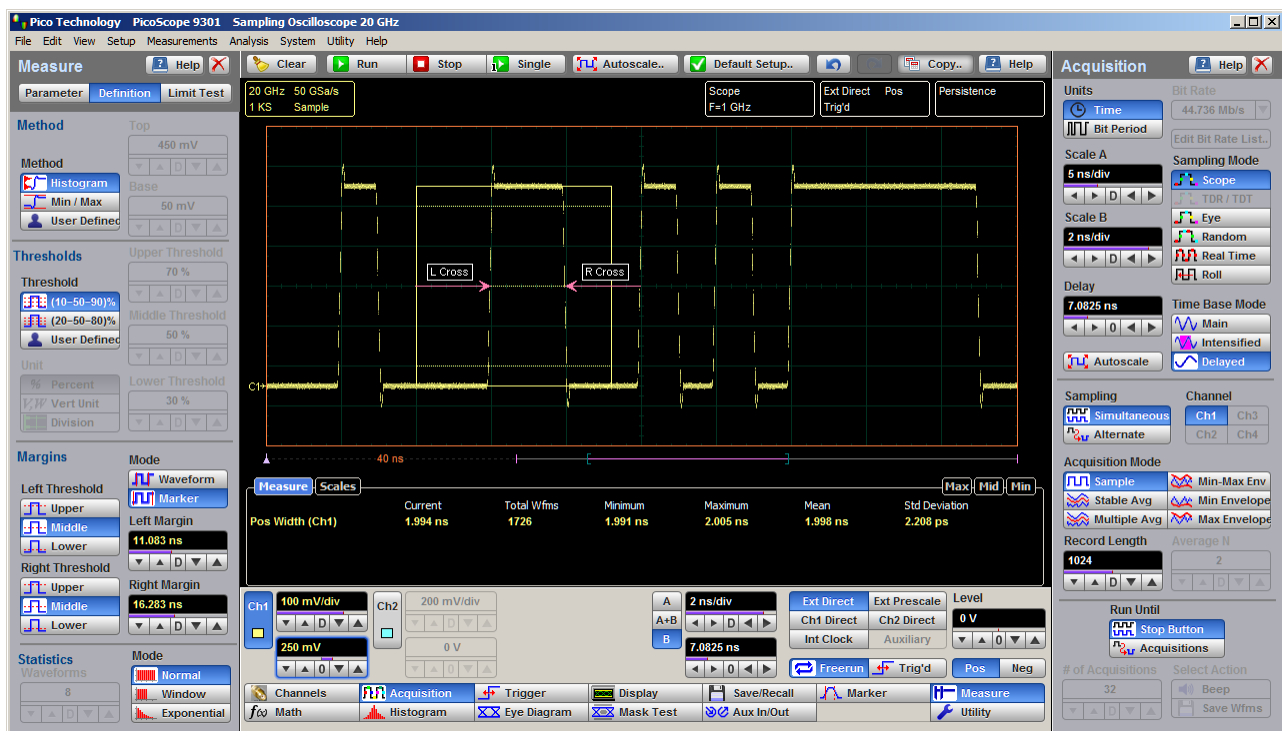 Pico Technology PicoScope 9301 Sampling Oscilloscope 20 GHz
File Edit View Setup Measurements Analysis System Utility Help
Measure
Help
Parameter Definition Limit Test
Method
Method
Histogram
Min / Max
User Defined
Top
450 mV
D
Base
50 mV
D
Thresholds
Threshold
(10-50-90)%
(20-50-80)%
User Defined
Unit
% Percent
V,W Vert Unit
Division
Upper Threshold
70 %
D
Middle Threshold
50 %
D
Lower Threshold
30 %
D
Margins
Left Threshold
Upper
Middle
Lower
Right Threshold
Upper
Middle
Lower
Mode
Waveform
Marker
Left Margin
11.083 ns
D
Right Margin
16.283 ns
D
Statistics
Waveforms
8
D
Mode
Normal
Window
Exponential
Clear Run Stop Single Autoscale.. Default Setup.. Copy.. Help
20 GHz 50 GSa/s
1 KS Sample
Scope
F=1 GHz
Ext Direct Pos
Trig'd
Persistence
L Cross
R Cross
C1
40 ns
Measure Scales Max Mid Min
Current Total Wfms Minimum Maximum Mean Std Deviation
Pos Width (Ch1) 1.994 ns 1726 1.991 ns 2.005 ns 1.998 ns 2.208 ps
Ch1
100 mV/div
D
250 mV
0
Ch2
200 mV/div
D
0 V
0
A
A+B
B
2 ns/div
D
7.0825 ns
0
Ext Direct Ext Prescale
Ch1 Direct Ch2 Direct
Int Clock Auxiliary
Freerun Trig'd
Level
0 V
0
Pos Neg
Channels Acquisition Trigger Display Save/Recall Marker Measure
f(x) Math Histogram Eye Diagram Mask Test Aux In/Out Utility
Acquisition
Help
Units
Time
Bit Period
Bit Rate
44.736 Mb/s
Edit Bit Rate List..
Scale A
5 ns/div
D
Scale B
2 ns/div
D
Delay
7.0825 ns
0
Autoscale
Sampling Mode
Scope
TDR / TDT
Eye
Random
Real Time
Roll
Time Base Mode
Main
Intensified
Delayed
Sampling
Simultaneous
Alternate
Channel
Ch1 Ch3
Ch2 Ch4
Acquisition Mode
Sample Min-Max Env
Stable Avg Min Envelope
Multiple Avg Max Envelope
Record Length
1024
D
Average N
2
D
Run Until
Stop Button
Acquisitions
# of Acquisitions
32
D
Select Action
Beep
Save Wfms